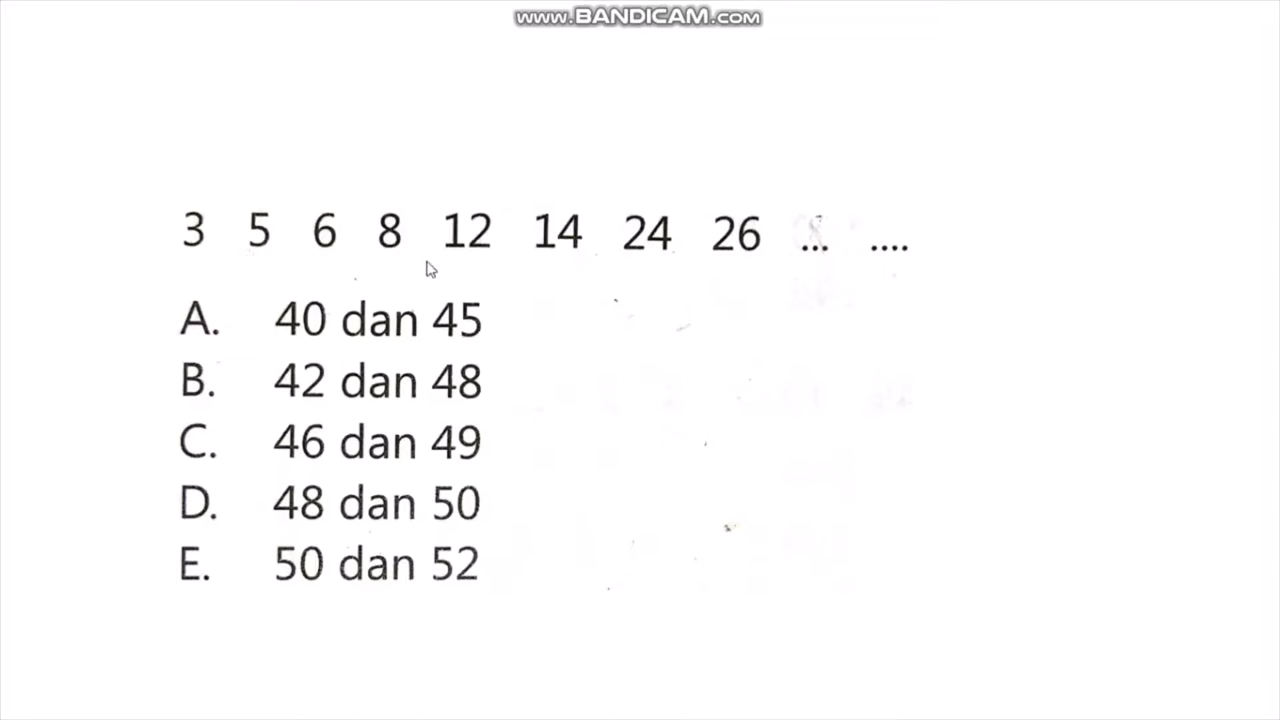 www.BANDICAM.com
3 5 6 8 12 14 24 26 ... ....
A. 40 dan 45
B. 42 dan 48
C. 46 dan 49
D. 48 dan 50
E. 50 dan 52